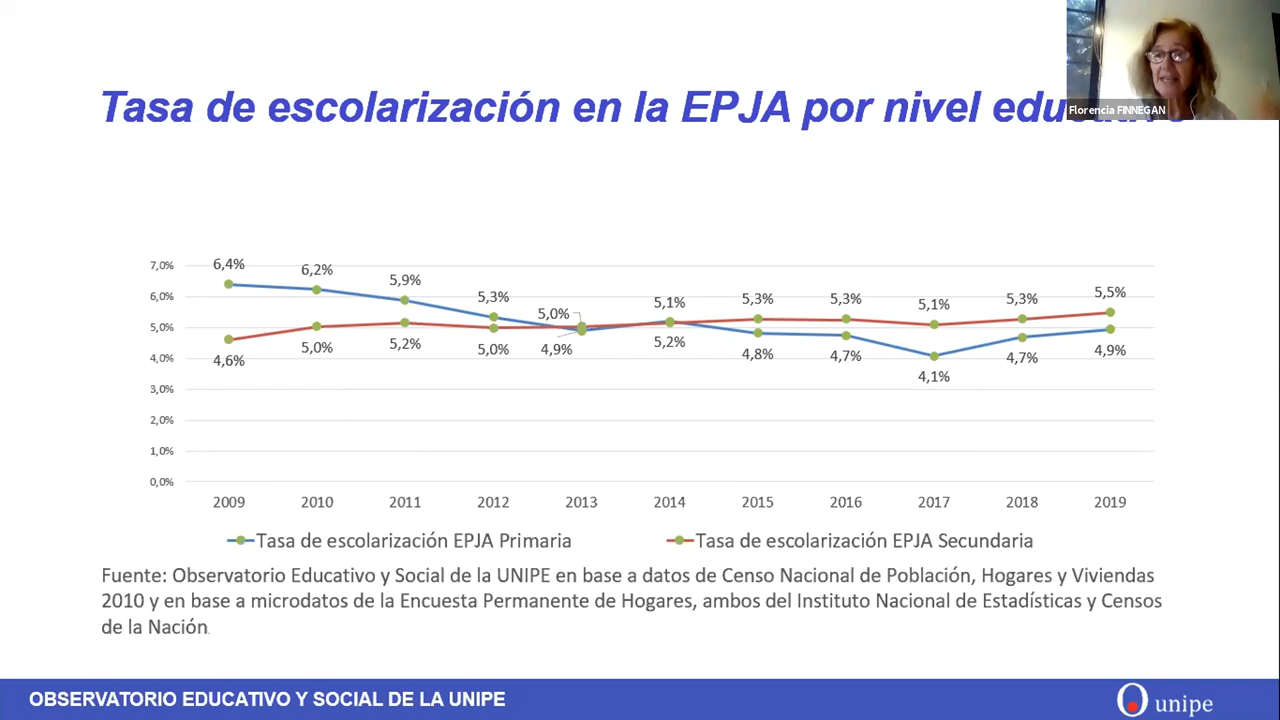 Tasa de escolarización en la EPJA por nivel
Florencia FINNEGAN
7,0%
6,0%
5,0%
4,0%
3,0%
2,0%
1,0%
0,0%
6,4% 6,2% 5,9% 5,3% 5,0% 5,1% 5,3% 5,3% 5,1% 5,3% 5,5%
4,6% 5,0% 5,2% 5,0% 4,9% 5,2% 4,8% 4,7% 4,1% 4,7% 4,9%
2009 2010 2011 2012 2013 2014 2015 2016 2017 2018 2019
Tasa de escolarización EPJA Primaria Tasa de escolarización EPJA Secundaria
Fuente: Observatorio Educativo y Social de la UNIPE en base a datos de Censo Nacional de Población, Hogares y Viviendas
2010 y en base a microdatos de la Encuesta Permanente de Hogares, ambos del Instituto Nacional de Estadísticas y Censos
de la Nación.
OBSERVATORIO EDUCATIVO Y SOCIAL DE LA UNIPE
unipe